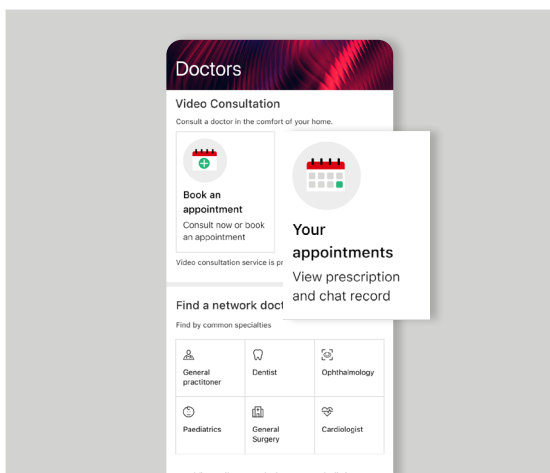 Doctors
Video Consultation
Consult a doctor in the comfort of your home.
Book an
appointment
Consult now or book
an appointment
Your
appointments
View prescription
and chat record
Video consultation service is
Find a network
Find by common specialties
General
practitoner
Dentist
Ophthalmology
Paediatrics
General
Surgery
Cardiologist